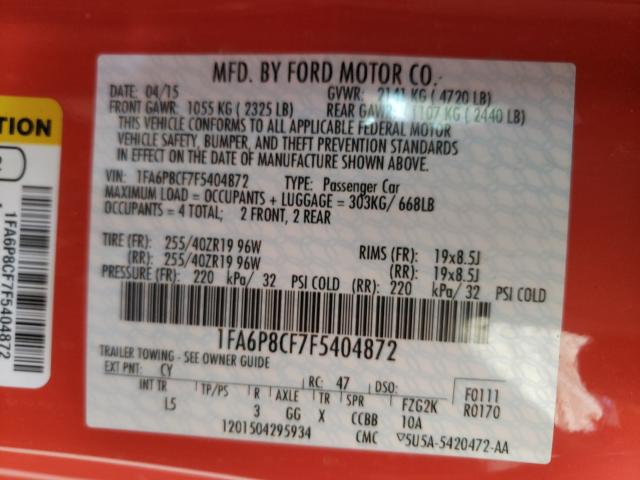 MFD. BY FORD MOTOR CO.
DATE: 04/15 GVWR: 2141 KG ( 4720 LB)
FRONT GAWR: 1055 KG ( 2325 LB) REAR GAWR: 1107 KG ( 2440 LB)
THIS VEHICLE CONFORMS TO ALL APPLICABLE FEDERAL MOTOR
VEHICLE SAFETY, BUMPER, AND THEFT PREVENTION STANDARDS
IN EFFECT ON THE DATE OF MANUFACTURE SHOWN ABOVE.
VIN: 1FA6P8CF7F5404872 TYPE: Passenger Car
MAXIMUM LOAD = OCCUPANTS + LUGGAGE = 303KG/ 668LB
OCCUPANTS = 4 TOTAL; 2 FRONT, 2 REAR
TIRE (FR): 255/40ZR19 96W RIMS (FR): 19x8.5J
(RR): 255/40ZR19 96W (RR): 19x8.5J
PRESSURE (FR): 220 kPa/ 32 PSI COLD (RR): 220 kPa/ 32 PSI COLD
1FA6P8CF7F5404872
TRAILER TOWING - SEE OWNER GUIDE
EXT PNT: CY RC: 47 DSO: F0111
INT TR TP/PS R AXLE TR SPR FZG2K R0170
L5 3 GG X CCBB 10A
1201504295934 CMC 5U5A-5420472-AA
TION
1FA6P8CF7F5404872